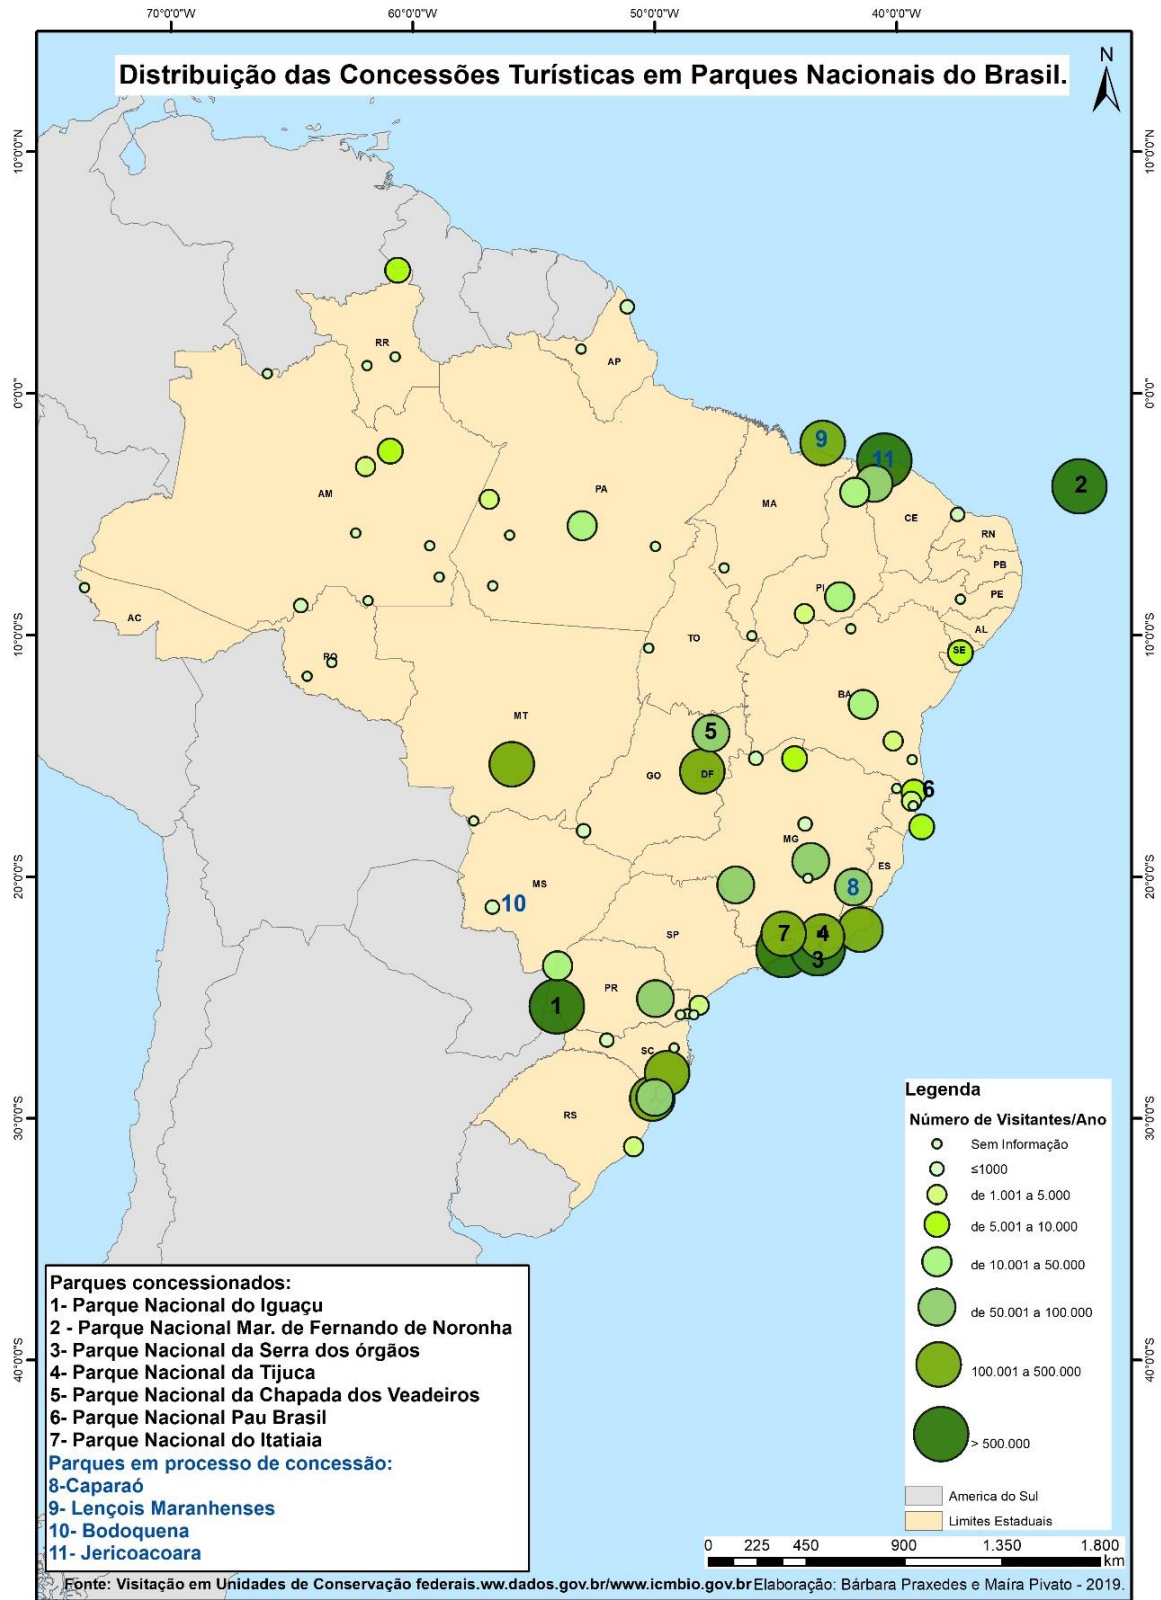 70°0'0"W 60°0'0"W 50°0'0"W 40°0'0"W
Distribuição das Concessões Turísticas em Parques Nacionais do Brasil.
N
10°0'0"N 10°0'0"N
RR
AP
0°0'0" 0°0'0"
9
11
2
AM
PA
MA
CE
RN
PB
PE
PI
AC
AL
10°0'0"S 10°0'0"S
TO
SE
RO
BA
MT
5
GO
DF
6
MG
ES
20°0'0"S 20°0'0"S
MS
8
10
SP
7
4
3
PR
1
SC
RS
30°0'0"S 30°0'0"S
40°0'0"S 40°0'0"S
Legenda
Número de Visitantes/Ano
Sem Informação
≤1000
de 1.001 a 5.000
de 5.001 a 10.000
de 10.001 a 50.000
de 50.001 a 100.000
100.001 a 500.000
> 500.000
America do Sul
Limites Estaduais
Parques concessionados:
1- Parque Nacional do Iguaçu
2 - Parque Nacional Mar. de Fernando de Noronha
3- Parque Nacional da Serra dos órgãos
4- Parque Nacional da Tijuca
5- Parque Nacional da Chapada dos Veadeiros
6- Parque Nacional Pau Brasil
7- Parque Nacional do Itatiaia
Parques em processo de concessão:
8-Caparaó
9- Lençois Maranhenses
10- Bodoquena
11- Jericoacoara
0 225 450 900 1.350 1.800
km
Fonte: Visitação em Unidades de Conservação federais.ww.dados.gov.br/www.icmbio.gov.br Elaboração: Bárbara Praxedes e Maíra Pivato - 2019.